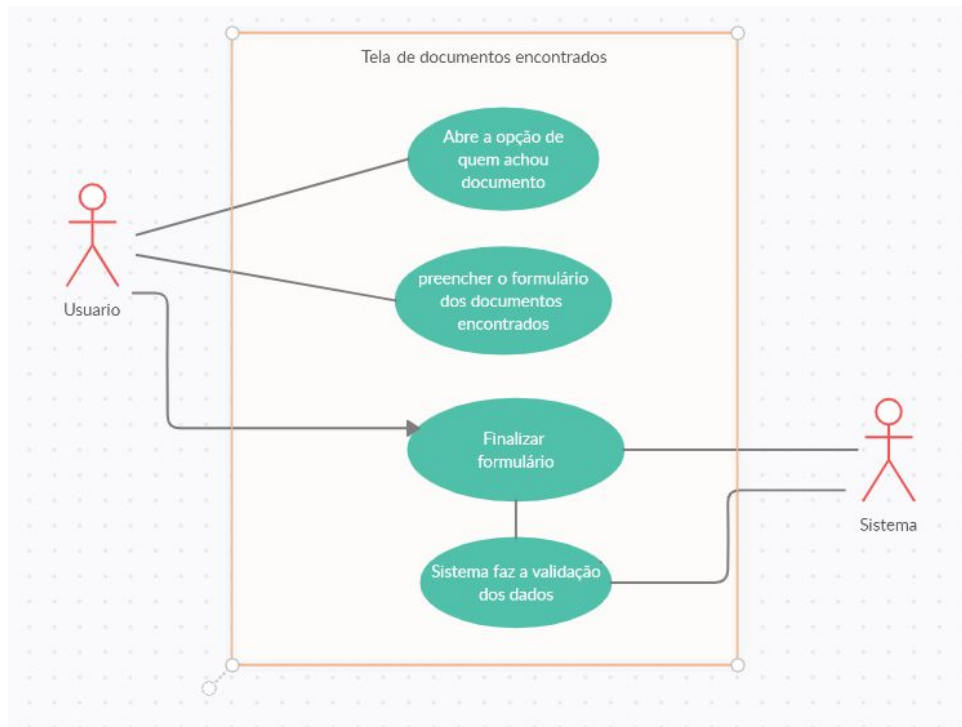 Tela de documentos encontrados
Abre a opção de
quem achou
documento
preencher o formulário
dos documentos
encontrados
Usuario
Finalizar
formulário
Sistema
Sistema faz a validação
dos dados